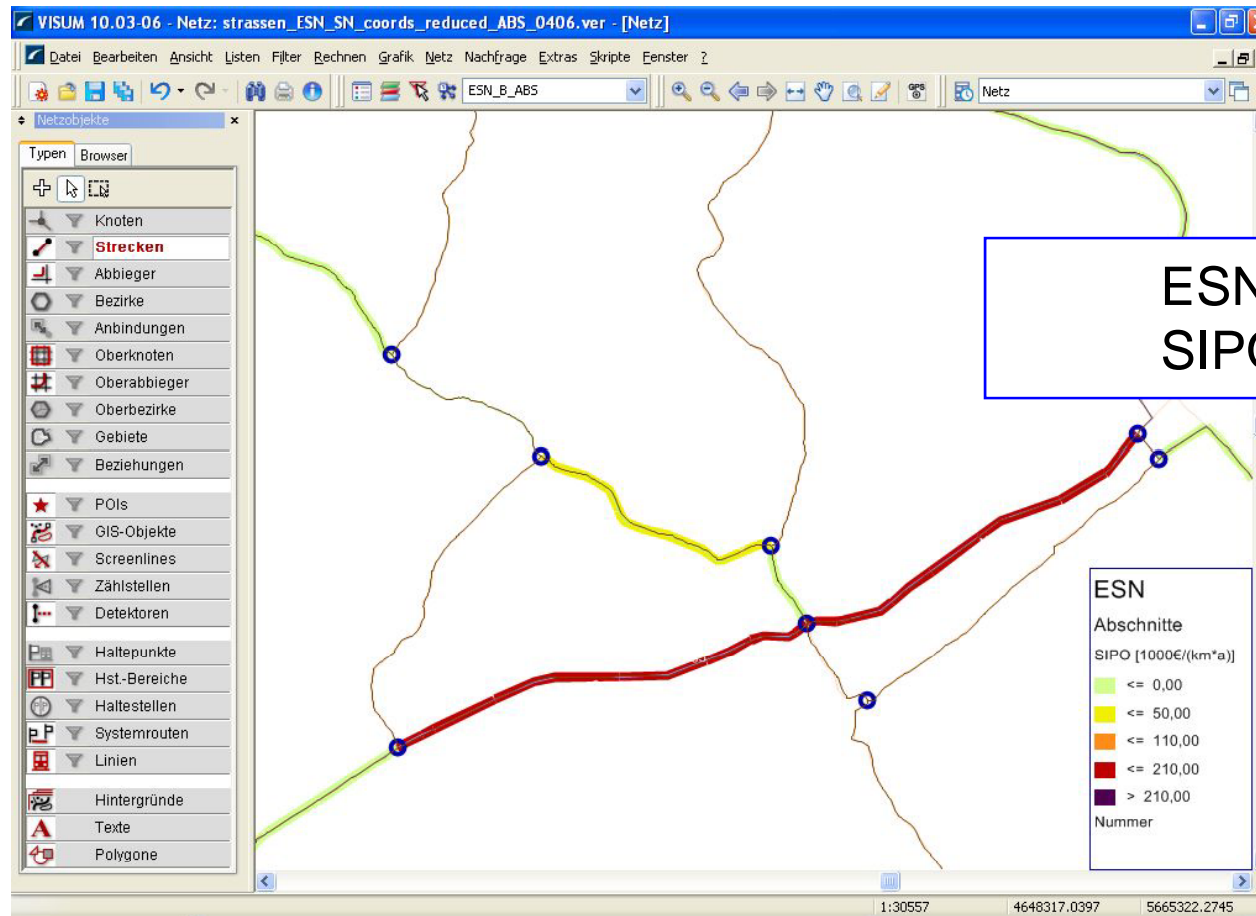 VISUM 10.03-06 - Netz: strassen_ESN_SN_coords_reduced_ABS_0406.ver - [Netz]
Datei Bearbeiten Ansicht Listen Filter Rechnen Grafik Netz Nachfrage Extras Skripte Fenster ?
ESN_B_ABS GPS Netz
Netzobjekte
Typen Browser
Knoten
Strecken
Abbieger
Bezirke
Anbindungen
Oberknoten
Oberabbieger
Oberbezirke
Gebiete
Beziehungen
POIs
GIS-Objekte
Screenlines
Zählstellen
Detektoren
Haltepunkte
Hst.-Bereiche
Haltestellen
Systemrouten
Linien
Hintergründe
Texte
Polygone
ESN
SIPO
ESN
Abschnitte
SIPO [1000€/(km*a)]
<= 0,00
<= 50,00
<= 110,00
<= 210,00
> 210,00
Nummer
1:30557 4648317.0397 5665322.2745